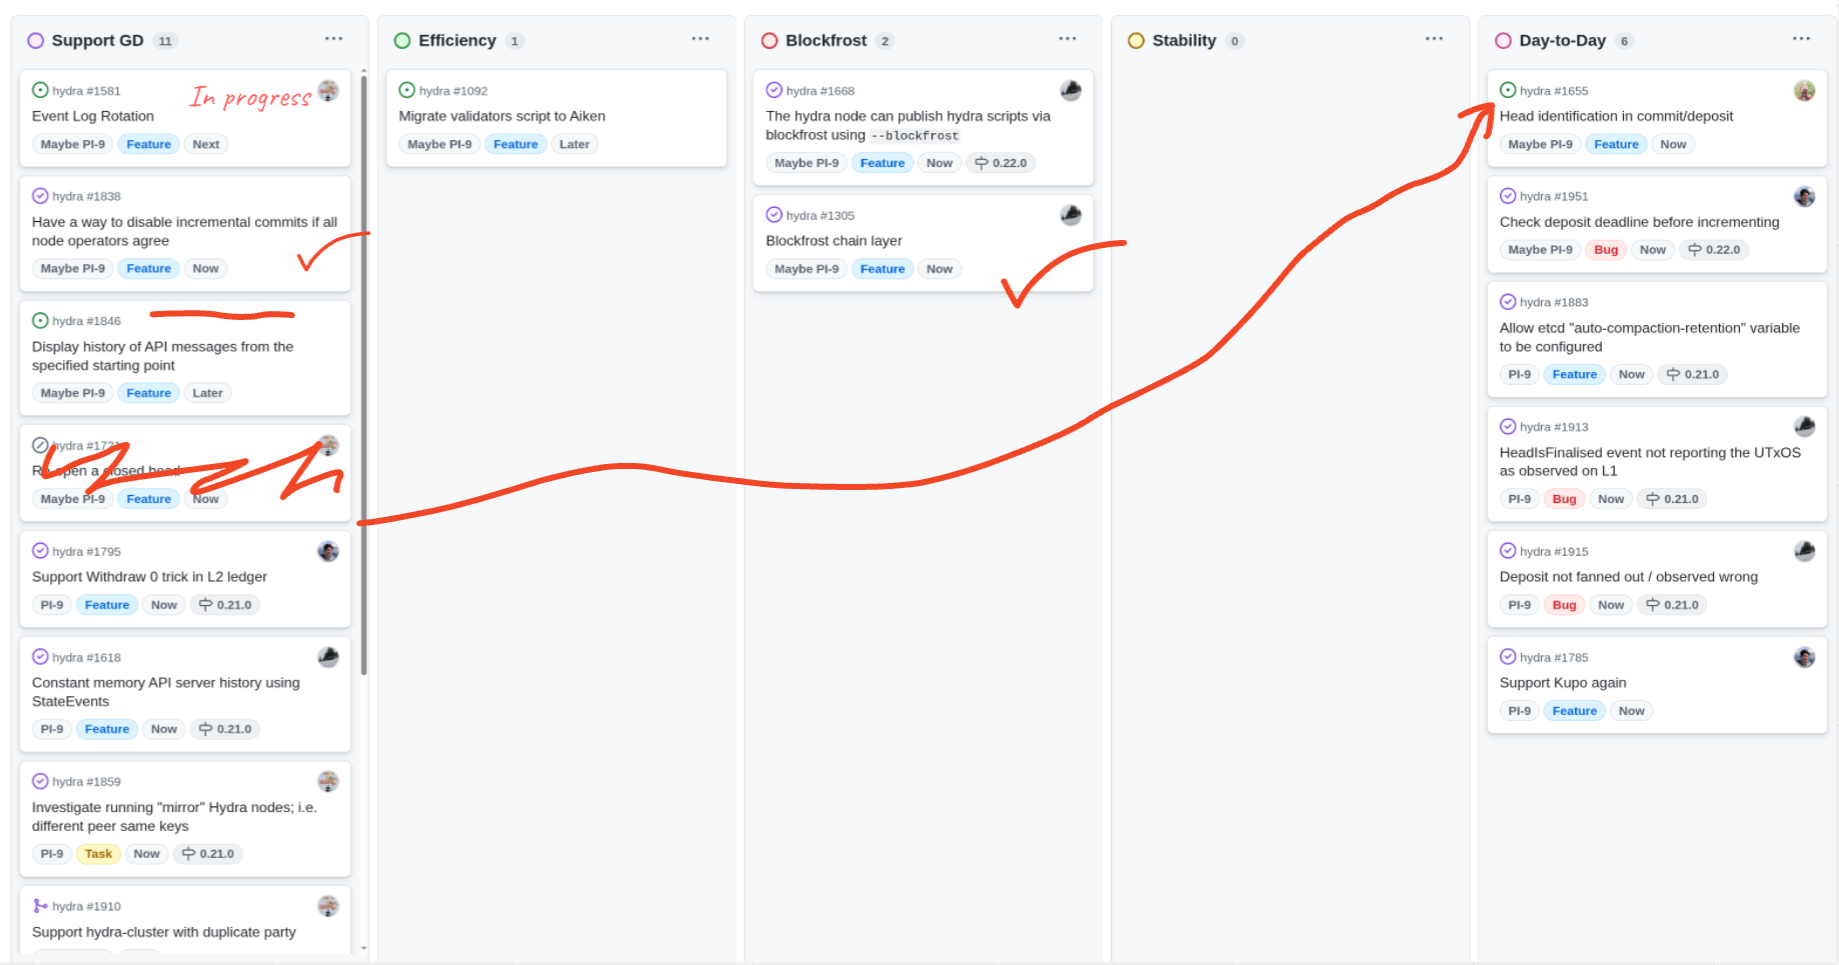 Support GD 11
hydra #1581
In progress
Event Log Rotation
Maybe PI-9 Feature Next
hydra #1838
Have a way to disable incremental commits if all
node operators agree
Maybe PI-9 Feature Now
hydra #1846
Display history of API messages from the
specified starting point
Maybe PI-9 Feature Later
hydra #1721
Re-open a closed head
Maybe PI-9 Feature Now
hydra #1795
Support Withdraw 0 trick in L2 ledger
PI-9 Feature Now 0.21.0
hydra #1618
Constant memory API server history using
StateEvents
PI-9 Feature Now 0.21.0
hydra #1859
Investigate running "mirror" Hydra nodes; i.e.
different peer same keys
PI-9 Task Now 0.21.0
hydra #1910
Support hydra-cluster with duplicate party
Efficiency 1
hydra #1092
Migrate validators script to Aiken
Maybe PI-9 Feature Later
Blockfrost 2
hydra #1668
The hydra node can publish hydra scripts via
blockfrost using --blockfrost
Maybe PI-9 Feature Now 0.22.0
hydra #1305
Blockfrost chain layer
Maybe PI-9 Feature Now
Stability 0
Day-to-Day 6
hydra #1655
Head identification in commit/deposit
Maybe PI-9 Feature Now
hydra #1951
Check deposit deadline before incrementing
Maybe PI-9 Bug Now 0.22.0
hydra #1883
Allow etcd "auto-compaction-retention" variable
to be configured
PI-9 Feature Now 0.21.0
hydra #1913
HeadIsFinalised event not reporting the UTxOS
as observed on L1
PI-9 Bug Now 0.21.0
hydra #1915
Deposit not fanned out / observed wrong
PI-9 Bug Now 0.21.0
hydra #1785
Support Kupo again
PI-9 Feature Now